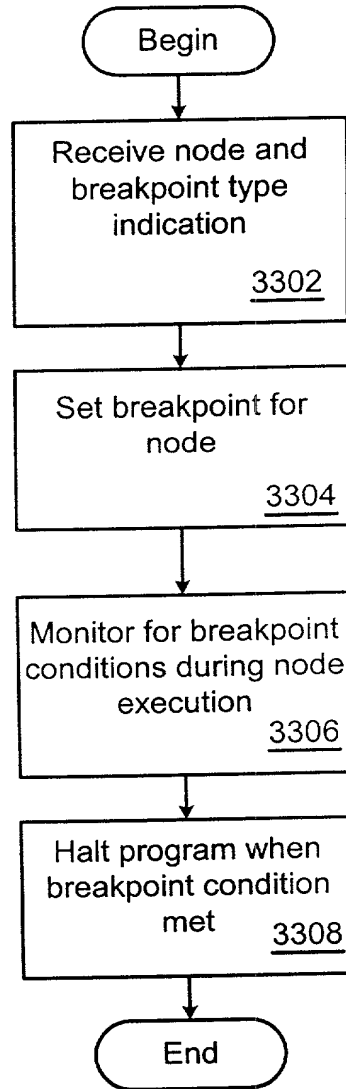 Begin
Receive node and
breakpoint type
indication
3302
Set breakpoint for
node
3304
Monitor for breakpoint
conditions during node
execution
3306
Halt program when
breakpoint condition
met
3308
End